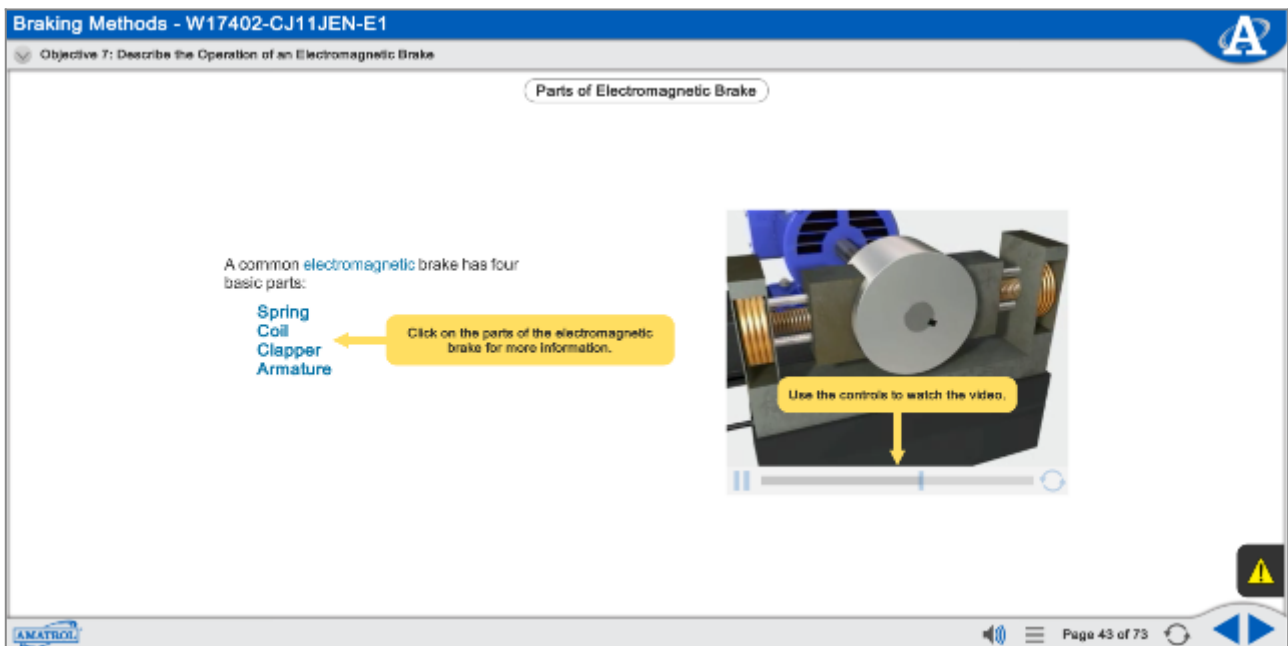 Braking Methods - W17402-CJ11JEN-E1
Objective 7: Describe the Operation of an Electromagnetic Brake
A
Parts of Electromagnetic Brake
A common electromagnetic brake has four
basic parts:
Spring
Coil
Clapper
Armature
Click on the parts of the electromagnetic
brake for more information.
Use the controls to watch the video.
AMATROL
Page 43 of 73